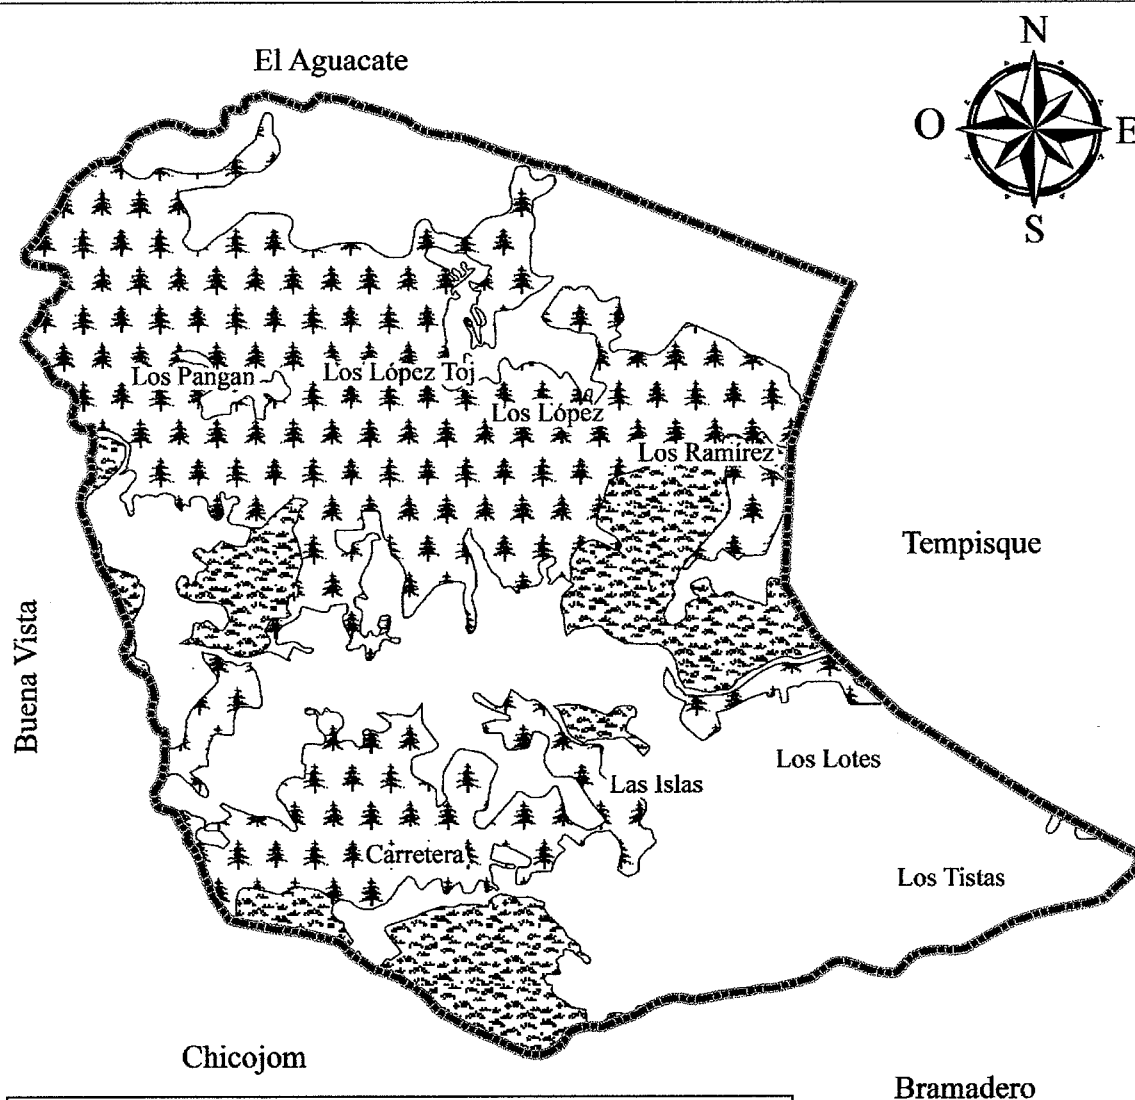 N
El Aguacate
O
E
S
Los Pangan
Los López Toj
Los López
Los Ramírez
Tempisque
Buena Vista
Los Lotes
Las Islas
Carretera
Los Tistas
Chicojom
Bramadero